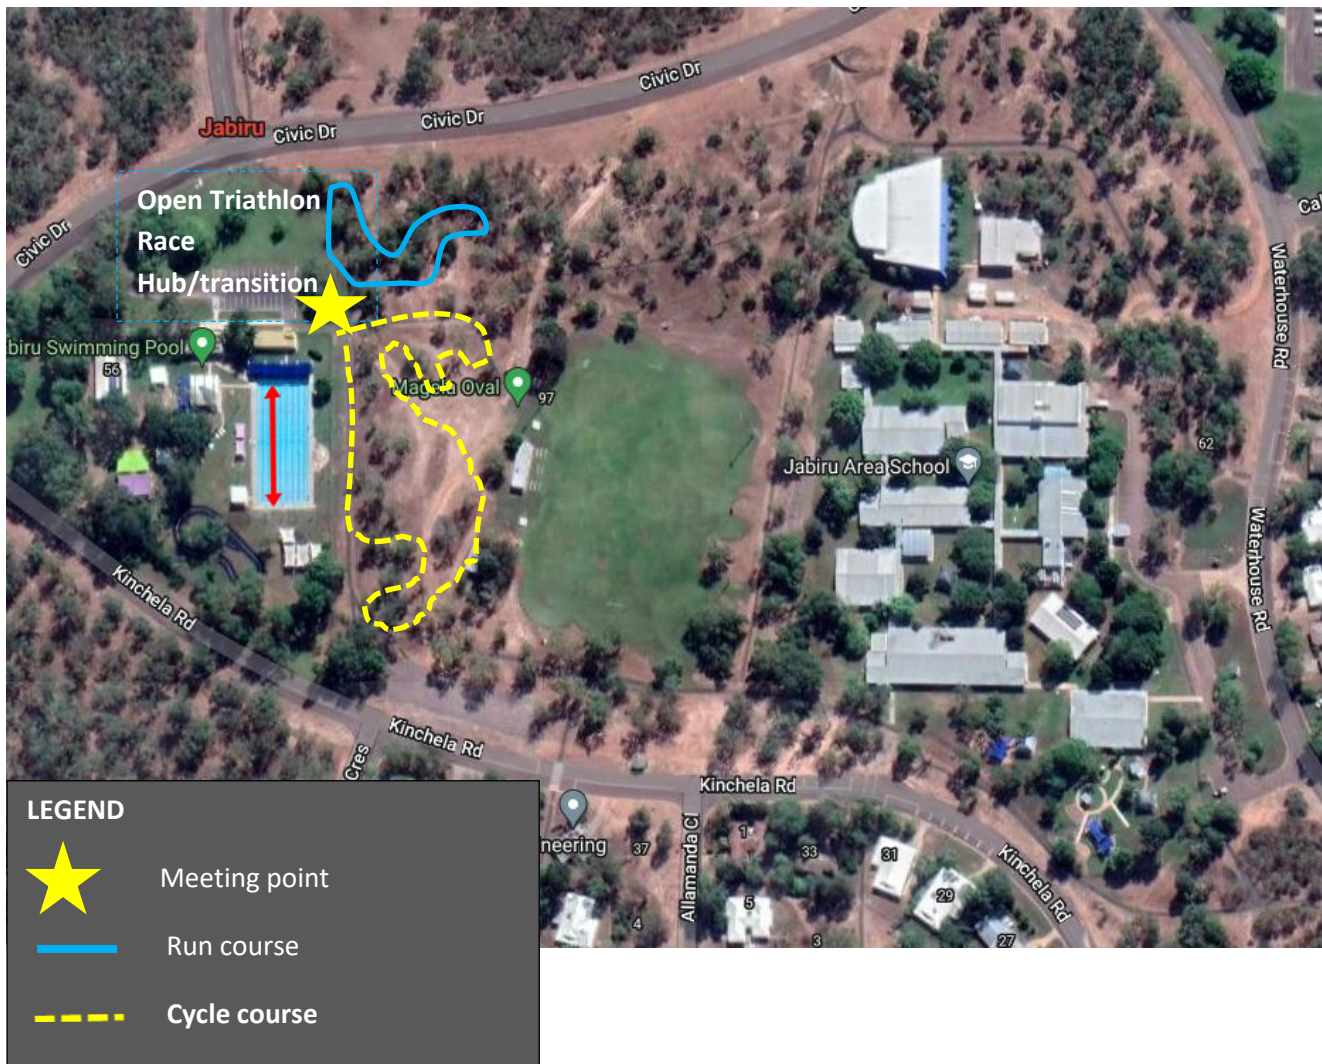 Civic Dr
Civic Dr
Civic Dr
Jabiru
Civic Dr
Open Triathlon
Race
Hub/transition
Waterhouse Rd
Swimming Pool
56
Magela Oval
97
62
Jabiru Area School
Waterhouse Rd
Kinchela Rd
Kinchela Rd
Cres
Kinchela Rd
Allamanda Cl
neering
37
1
33
31
Kinchela Rd
29
5
4
3
27
LEGEND
Meeting point
Run course
Cycle course